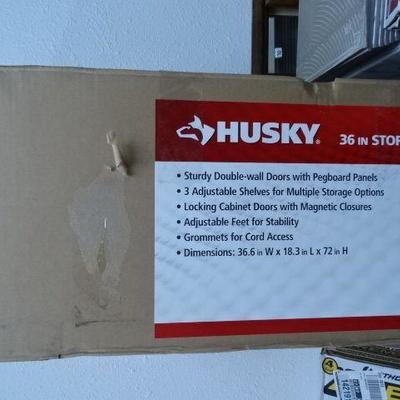 HUSKY® 36 IN STOR
• Sturdy Double-wall Doors with Pegboard Panels
• 3 Adjustable Shelves for Multiple Storage Options
• Locking Cabinet Doors with Magnetic Closures
• Adjustable Feet for Stability
• Grommets for Cord Access
• Dimensions: 36.6 in W x 18.3 in L x 72 in H
4
THO